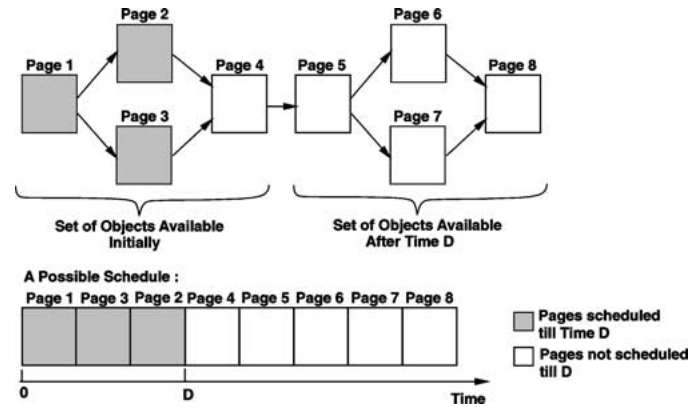 Page 2
Page 6
Page 1
Page 4
Page 5
Page 8
Page 3
Page 7
Set of Objects Available
Initially
Set of Objects Available
After Time D
A Possible Schedule :
Page 1 Page 3 Page 2 Page 4 Page 5 Page 6 Page 7 Page 8
Pages scheduled
till Time D
Pages not scheduled
till D
0
D
Time